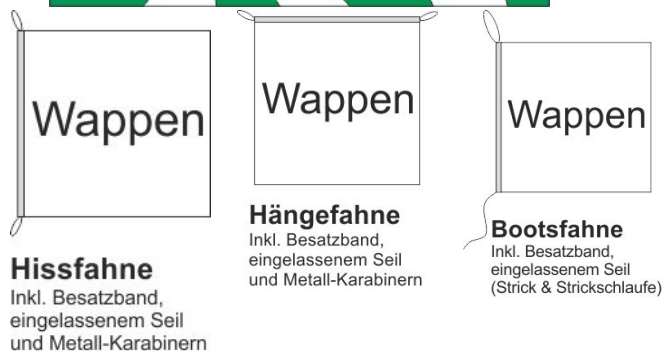 Wappen
Hissfahne
Inkl. Besatzband,
eingelassenem Seil
und Metall-Karabinern
Wappen
Hängefahne
Inkl. Besatzband,
eingelassenem Seil
und Metall-Karabinern
Wappen
Bootsfahne
Inkl. Besatzband,
eingelassenem Seil
(Strick & Strickschlaufe)